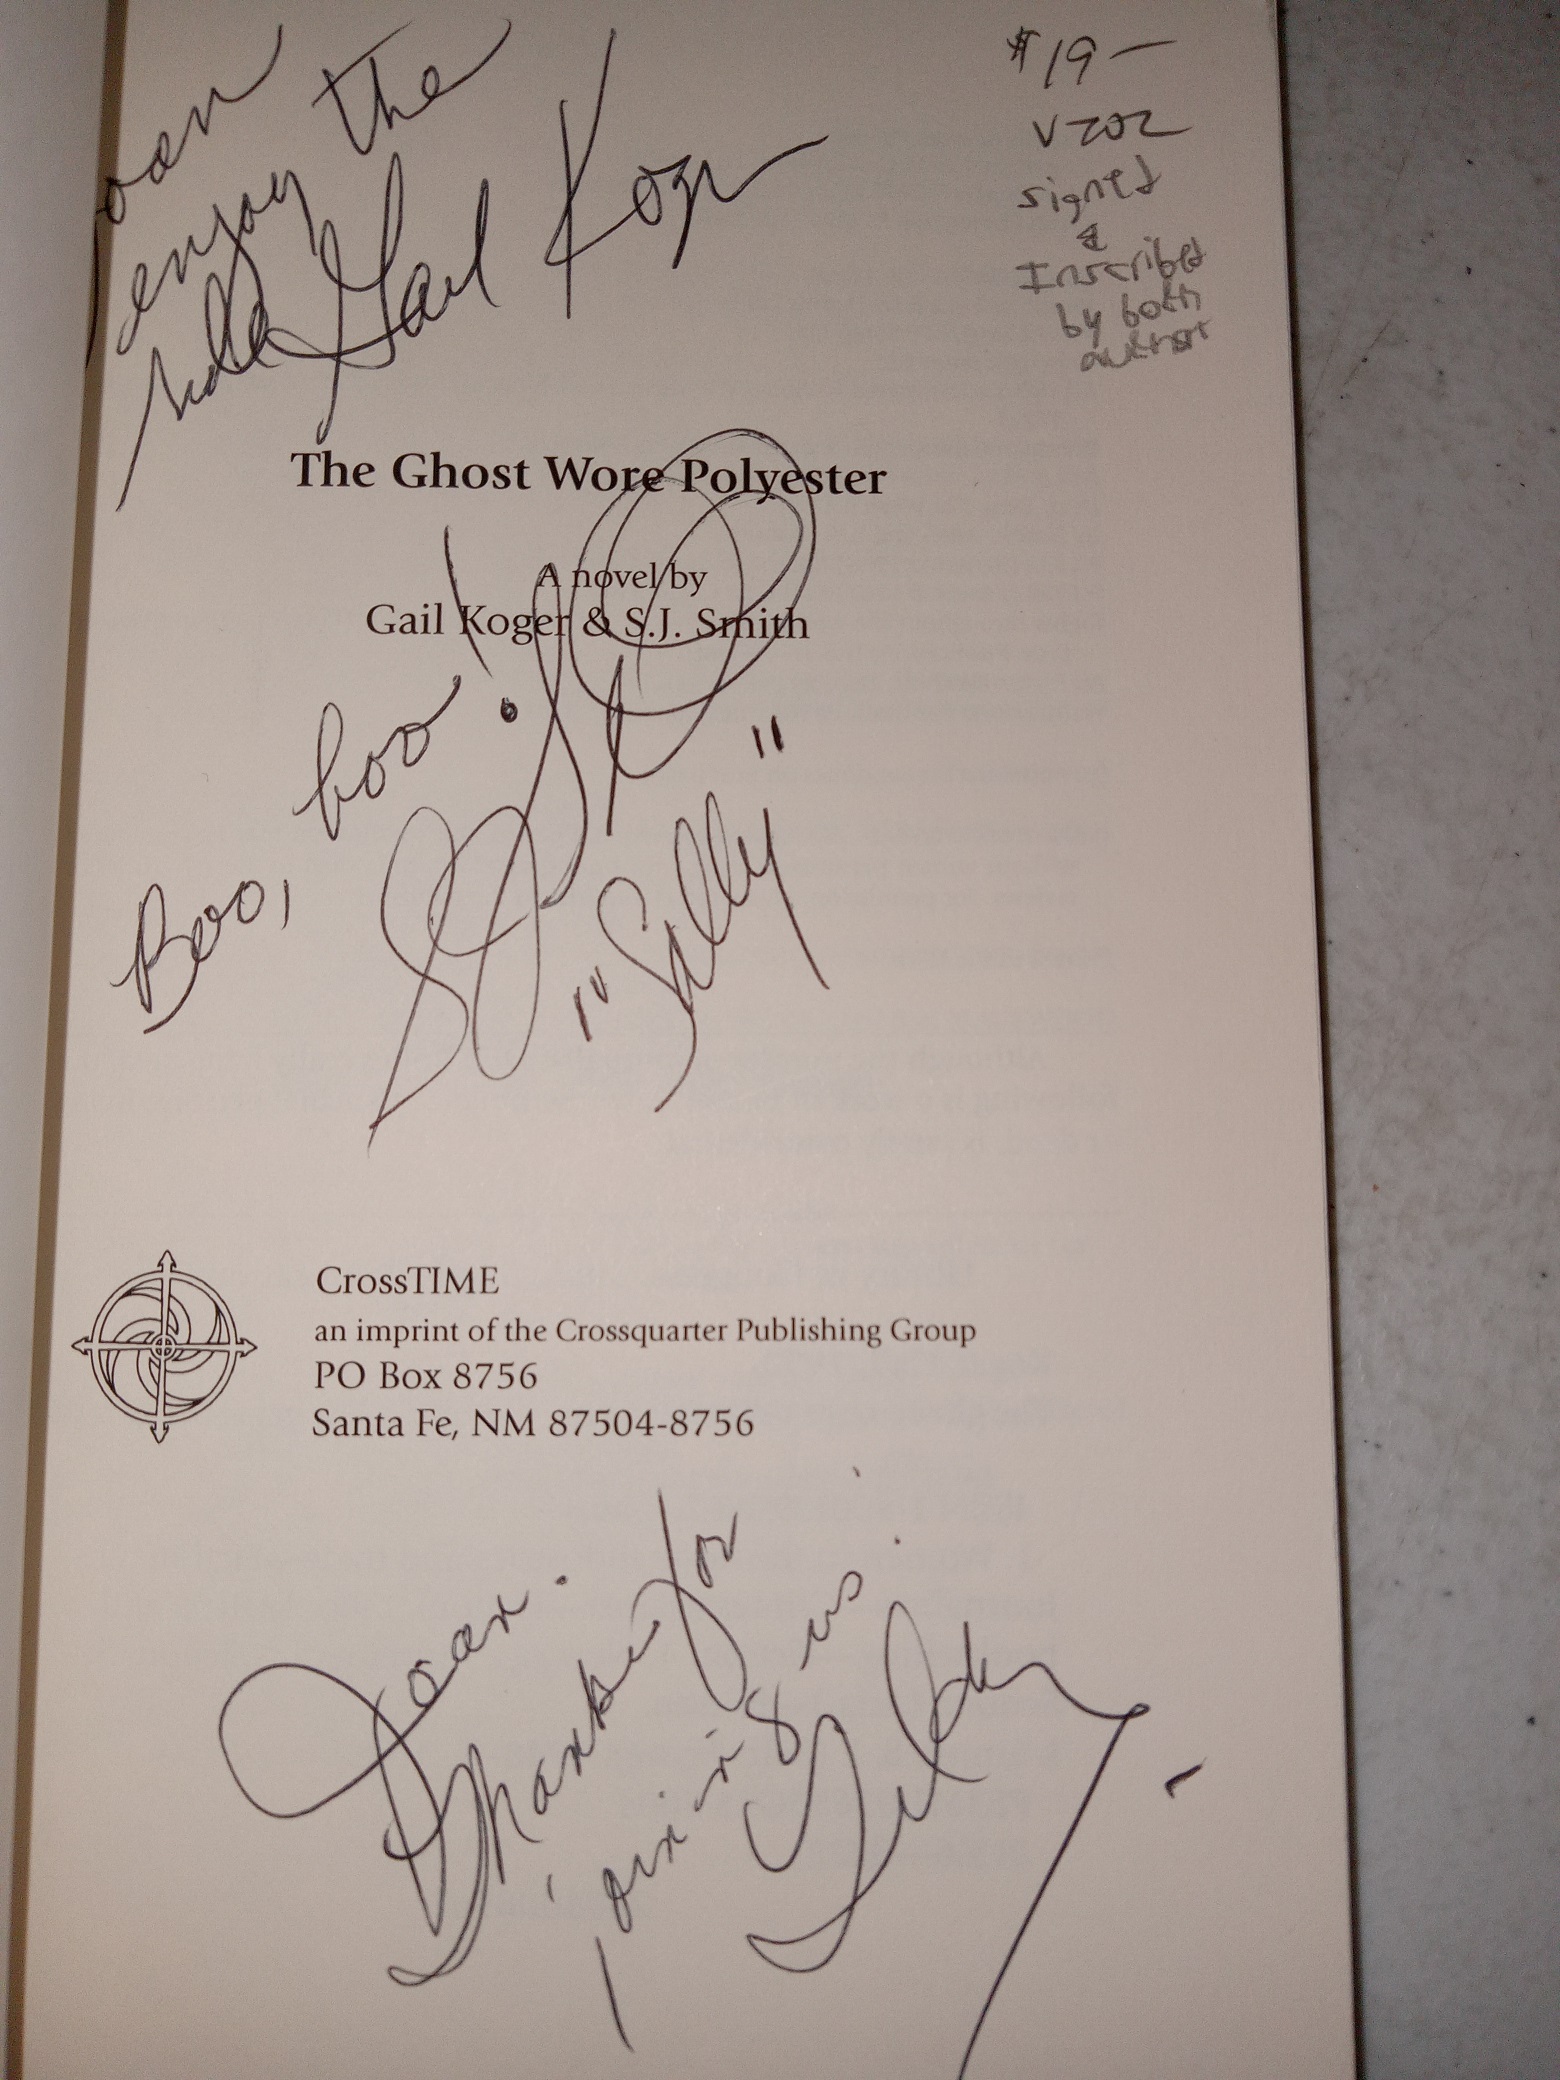 $19—
V202
signed
&
Inscribed
by both
author
Joan
enjoy the
ride Gail Koger
The Ghost Wore Polyester
A novel by
Gail Koger & S.J. Smith
Boo, boo!
"Sally"
CrossTIME
an imprint of the Crossquarter Publishing Group
PO Box 8756
Santa Fe, NM 87504-8756
Joan.
Thanks for
joining us.